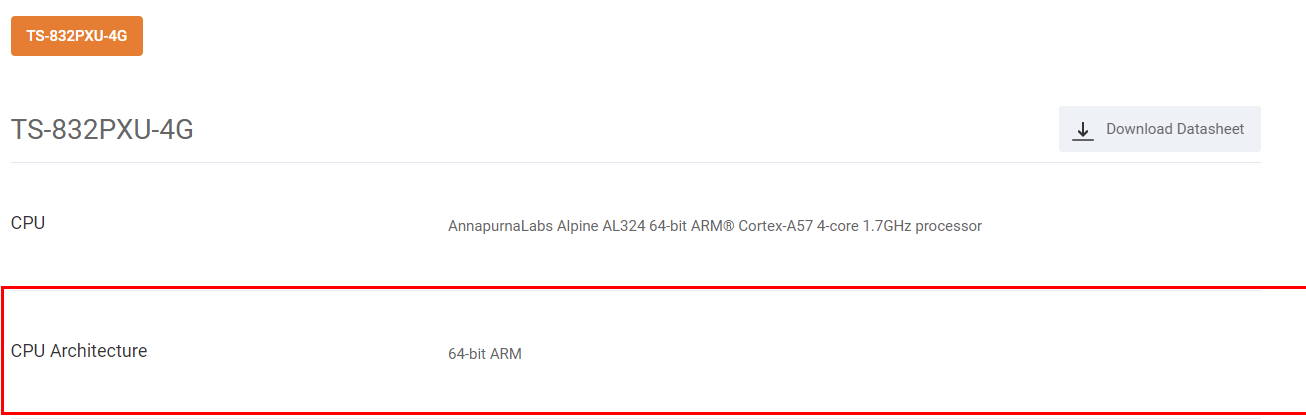 TS-832PXU-4G
TS-832PXU-4G
Download Datasheet
CPU
AnnapurnaLabs Alpine AL324 64-bit ARM® Cortex-A57 4-core 1.7GHz processor
CPU Architecture
64-bit ARM